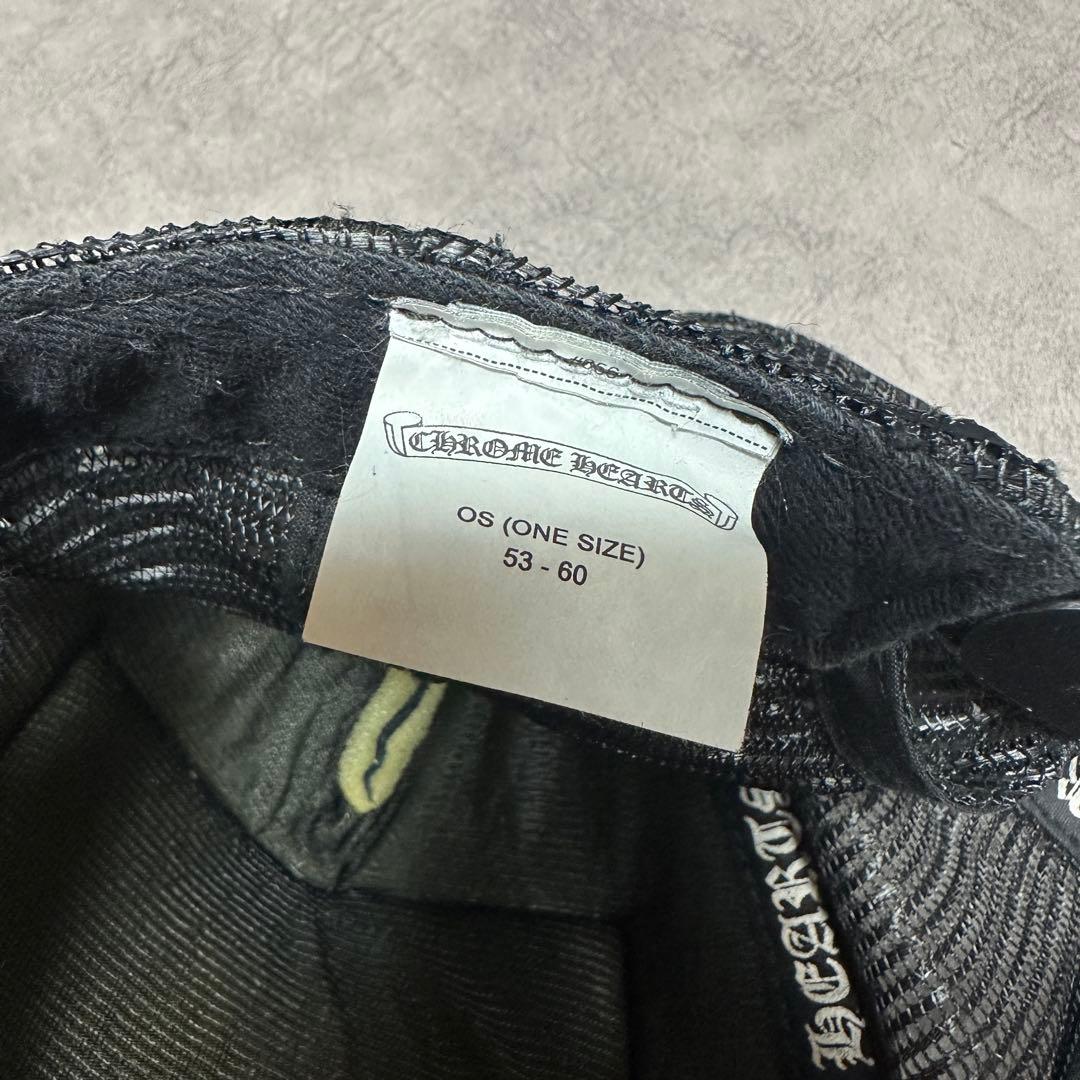 CHROME HEARTS
OS (ONE SIZE)
53 - 60
HEARTS